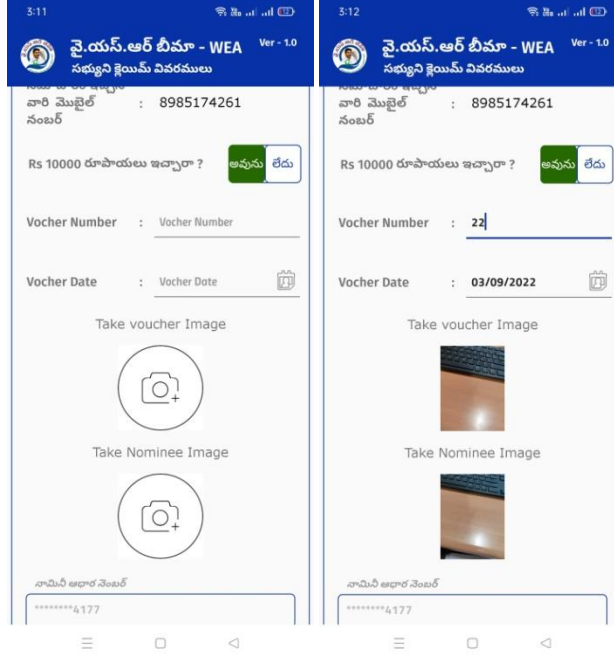 3:11
వై.యస్.ఆర్ బీమా - WEA
Ver - 1.0
సభ్యుని క్లెయిమ్ వివరములు
వారి మొబైల్ : 8985174261
నంబర్
Rs 10000 రూపాయలు ఇచ్చారా ? అవును లేదు
Vocher Number : Vocher Number
Vocher Date : Vocher Date
Take voucher Image
Take Nominee Image
నామినీ ఆధార నెంబర్
********4177
3:12
వై.యస్.ఆర్ బీమా - WEA
Ver - 1.0
సభ్యుని క్లెయిమ్ వివరములు
వారి మొబైల్ : 8985174261
నంబర్
Rs 10000 రూపాయలు ఇచ్చారా ? అవును లేదు
Vocher Number : 22
Vocher Date : 03/09/2022
Take voucher Image
Take Nominee Image
నామినీ ఆధార నెంబర్
********4177